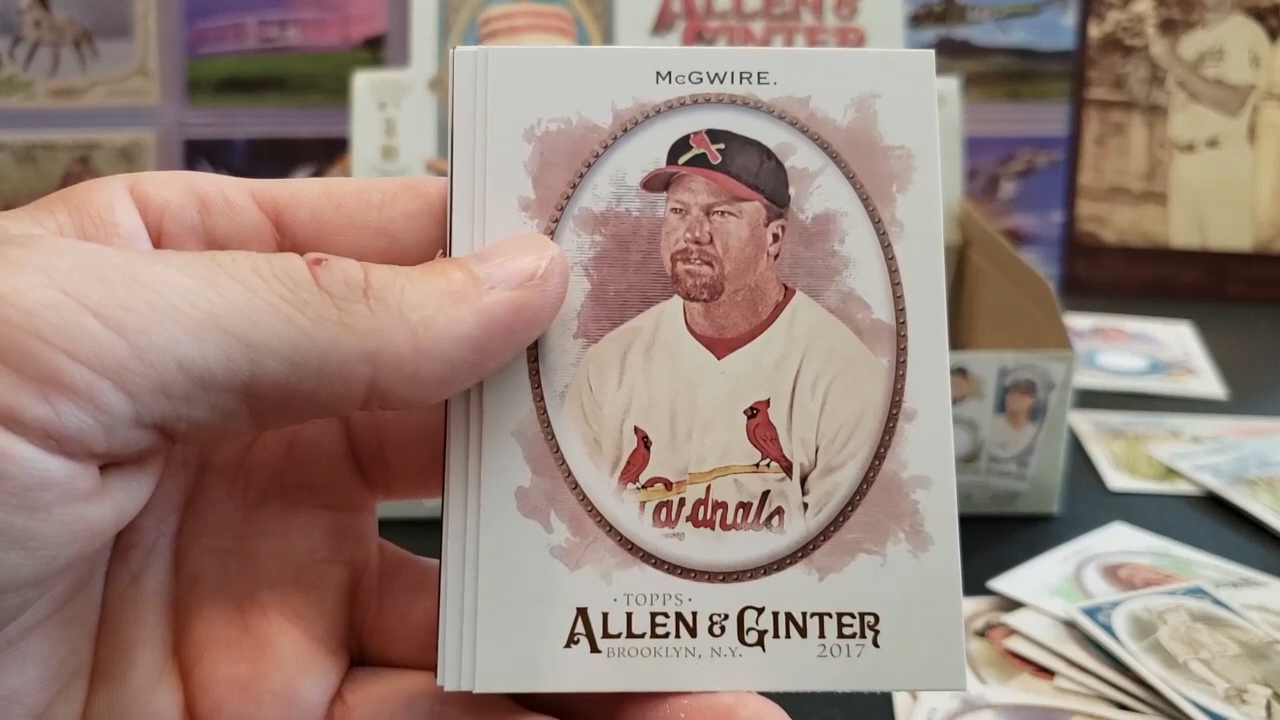 ALLEN &
GINTER
McGWIRE.
Cardinals
·TOPPS·
ALLEN & GINTER
BROOKLYN, N.Y. 2017